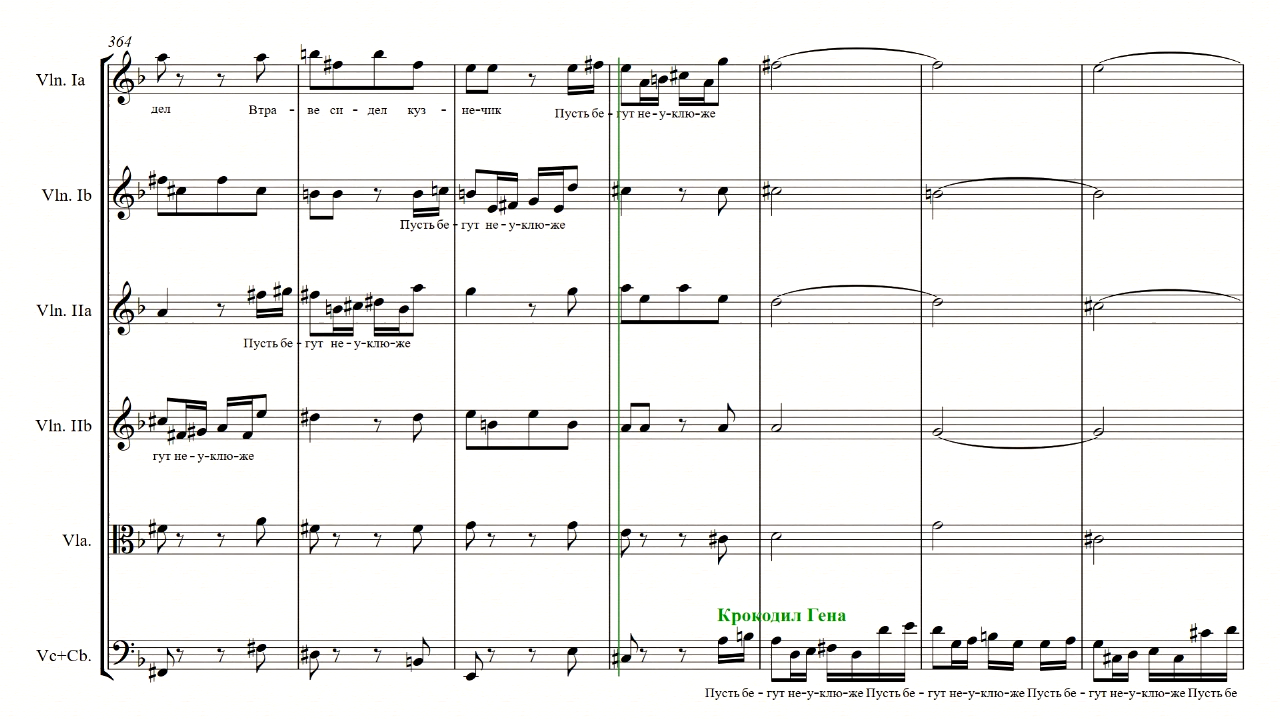 364
Vln. Ia
дел Втра - ве си - дел куз - не-чик Пусть бе - гут не-у-клю-же
Vln. Ib
Пусть бе - гут не-у-клю-же
Vln. IIa
Пусть бе - гут не-у-клю-же
Vln. IIb
гут не-у-клю-же
Vla.
Крокодил Гена
Vc+Cb.
Пусть бе - гут не-у-клю-же Пусть бе - гут не-у-клю-же Пусть бе - гут не-у-клю-же Пусть бе